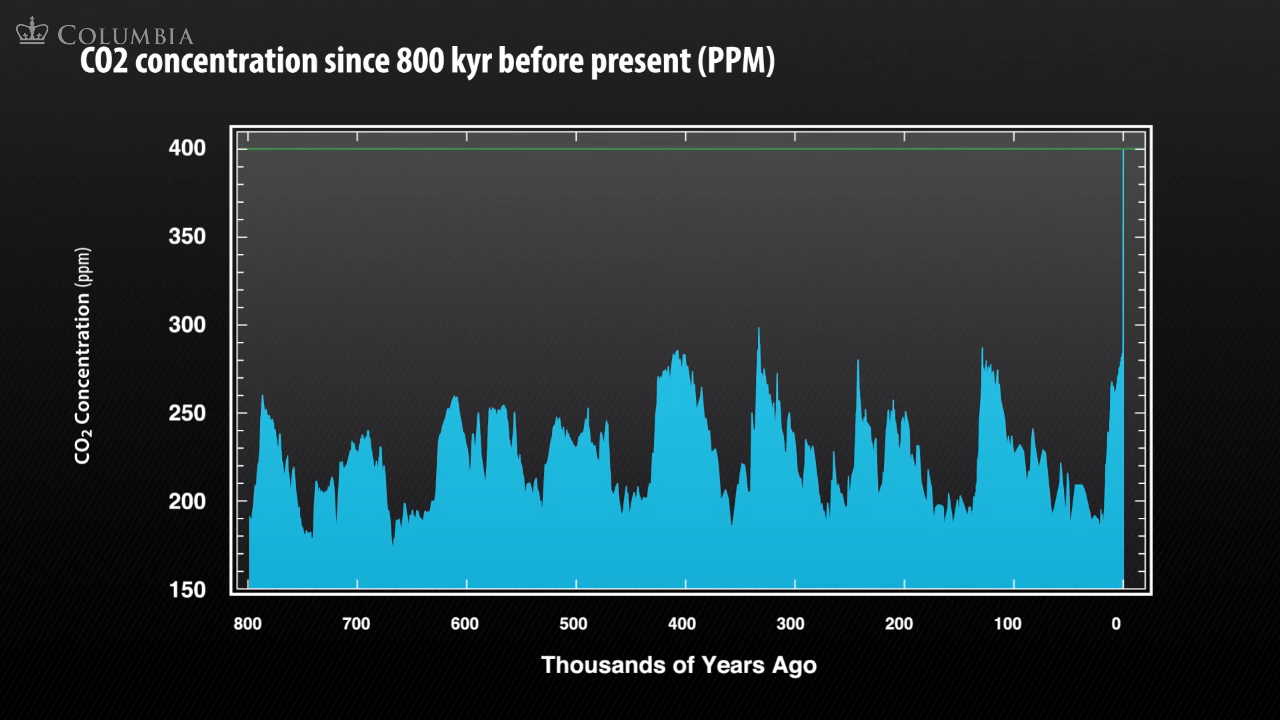 COLUMBIA
CO2 concentration since 800 kyr before present (PPM)
400
350
300
250
200
150
CO₂ Concentration (ppm)
800 700 600 500 400 300 200 100 0
Thousands of Years Ago